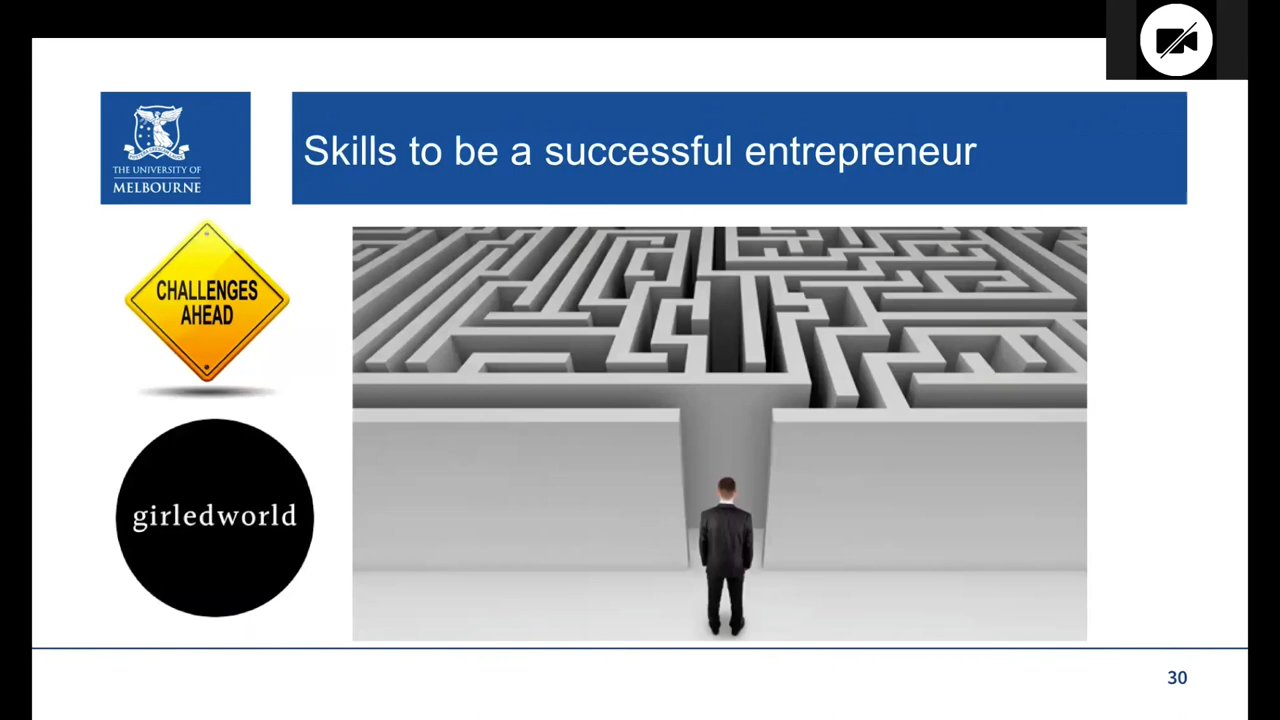 THE UNIVERSITY OF
MELBOURNE
Skills to be a successful entrepreneur
CHALLENGES
AHEAD
girledworld
30